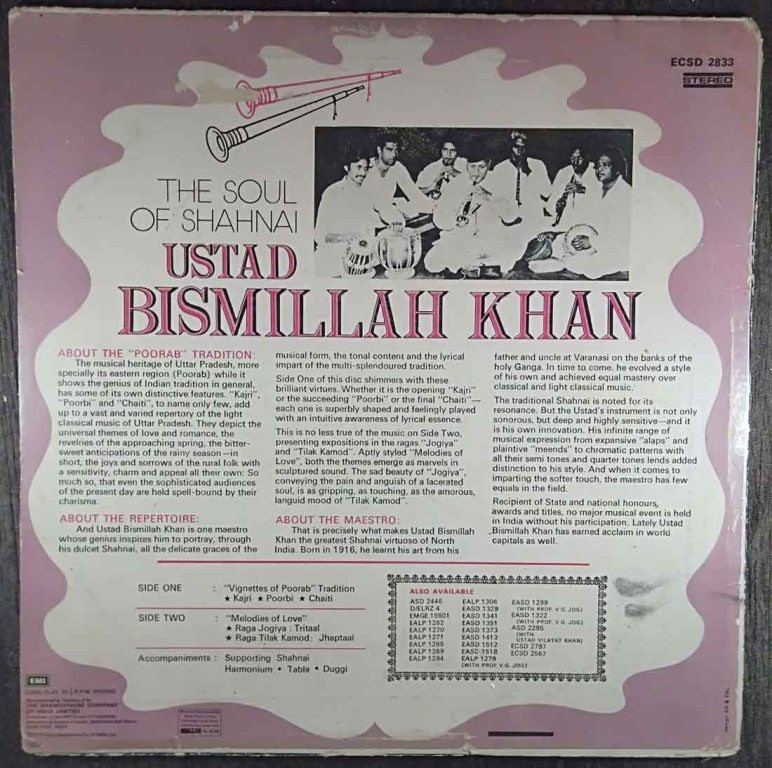 ECSD 2833
STEREO
THE SOUL
OF SHAHNAI
USTAD
BISMILLAH KHAN
ABOUT THE "POORAB" TRADITION:
The musical heritage of Uttar Pradesh, more
specially its eastern region (Poorab) while it
shows the genius of Indian tradition in general,
has some of its own distinctive features. "Kajri",
"Poorbi" and "Chaiti", to name only few, add
up to a vast and varied repertory of the light
classical music of Uttar Pradesh. They depict the
universal themes of love and romance, the
revelries of the approaching spring, the bitter-
sweet anticipations of the rainy season—in
short, the joys and sorrows of the rural folk with
a sensitivity, charm and appeal all their own: So
much so, that even the sophisticated audiences
of the present day are held spell-bound by their
charisma.
ABOUT THE REPERTOIRE:
And Ustad Bismillah Khan is one maestro
whose genius inspires him to portray, through
his dulcet Shahnai, all the delicate graces of the
musical form, the tonal content and the lyrical
impart of the multi-splendoured tradition.
Side One of this disc shimmers with these
brilliant virtues. Whether it is the opening "Kajri"
or the succeeding "Poorbi" or the final "Chaiti"—
each one is superbly shaped and feelingly played
with an intuitive awareness of lyrical essence.
This is no less true of the music on Side Two,
presenting expositions in the ragas "Jogiya"
and "Tilak Kamod". Aptly styled "Melodies of
Love", both the themes emerge as marvels in
sculptured sound. The sad beauty of "Jogiya",
conveying the pain and anguish of a lacerated
soul, is as gripping, as touching, as the amorous,
languid mood of "Tilak Kamod".
ABOUT THE MAESTRO:
That is precisely what makes Ustad Bismillah
Khan the greatest Shahnai virtuoso of North
India. Born in 1916, he learnt his art from his
father and uncle at Varanasi on the banks of the
holy Ganga. In time to come, he evolved a style
of his own and achieved equal mastery over
classical and light classical music.
The traditional Shahnai is noted for its
resonance. But the Ustad's instrument is not only
sonorous, but deep and highly sensitive—and it
is his own innovation. His infinite range of
musical expression from expansive "alaps" and
plaintive "meends" to chromatic patterns with
all their semi tones and quarter tones lends added
distinction to his style. And when it comes to
imparting the softer touch, the maestro has few
equals in the field.
Recipient of State and national honours,
awards and titles, no major musical event is held
in India without his participation. Lately Ustad
Bismillah Khan has earned acclaim in world
capitals as well.
SIDE ONE : "Vignettes of Poorab" Tradition
★ Kajri ★ Poorbi ★ Chaiti
SIDE TWO : "Melodies of Love"
★ Raga Jogiya : Tritaal
★ Raga Tilak Kamod : Jhaptaal
Accompaniments : Supporting Shahnai
Harmonium • Tabla • Duggi
ALSO AVAILABLE
ASD 2446 EALP 1306 EASD 1299
D/ELRZ 4 EASD 1329 (WITH PROF. V.G. JOG)
EMGE 15501 EASD 1341 EASD 1322
EALP 1262 EASD 1351 (WITH PROF. V.G. JOG)
EALP 1270 EASD 1373 ASD 2295
EALP 1271 EASD 1413 (WITH
EALP 1285 EASD 1512 USTAD VILAYAT KHAN)
EALP 1289 EASD 1518 ECSD 2797
EALP 1294 EALP 1279 ECSD 2567
(WITH PROF. V.G. JOG)
EMI
THE GRAMOPHONE COMPANY
OF INDIA LIMITED